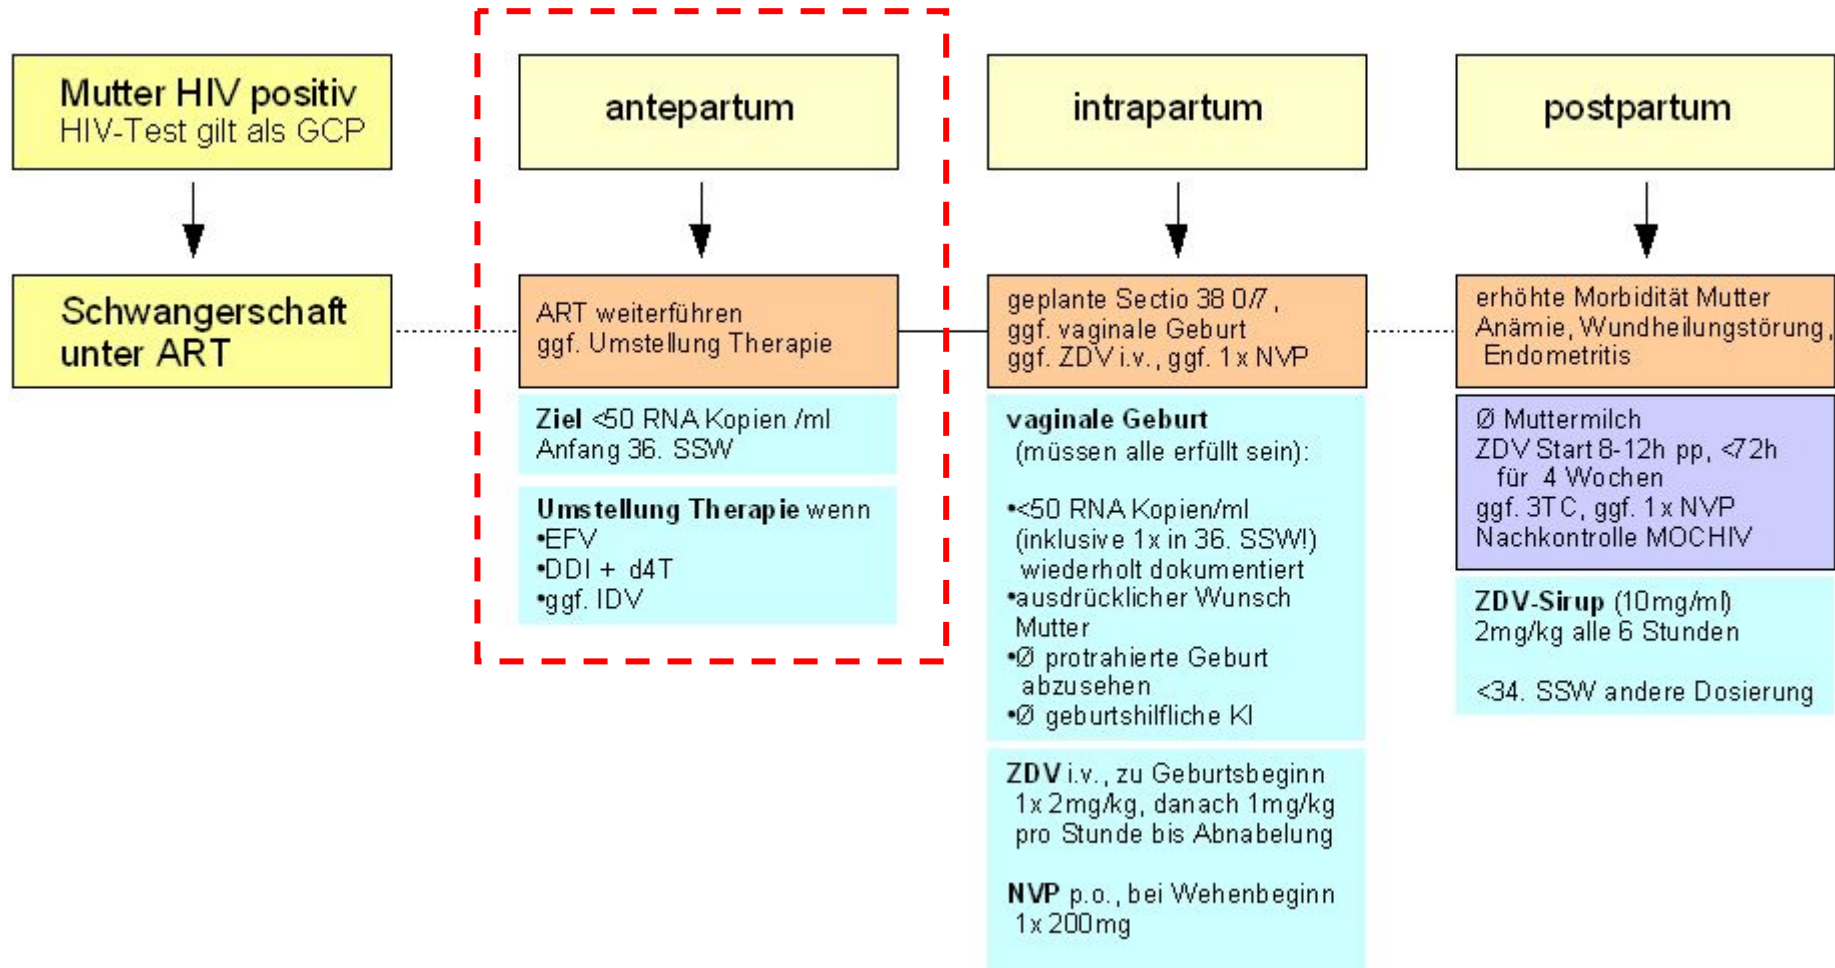 Mutter HIV positiv
HIV-Test gilt als GCP
Schwangerschaft
unter ART
antepartum
ART weiterführen
ggf. Umstellung Therapie
Ziel <50 RNA Kopien /ml
Anfang 36. SSW
Umstellung Therapie wenn
•EFV
•DDI + d4T
•ggf. IDV
intrapartum
geplante Sectio 38 0/7,
ggf. vaginale Geburt
ggf. ZDV i.v., ggf. 1x NVP
vaginale Geburt
(müssen alle erfüllt sein):
•<50 RNA Kopien/ml
(inklusive 1x in 36. SSW!)
wiederholt dokumentiert
•ausdrücklicher Wunsch
Mutter
•Ø protrahierte Geburt
abzusehen
•Ø geburtshilfliche KI
ZDV i.v., zu Geburtsbeginn
1x 2mg/kg, danach 1mg/kg
pro Stunde bis Abnabelung
NVP p.o., bei Wehenbeginn
1x 200mg
postpartum
erhöhte Morbidität Mutter
Anämie, Wundheilungstörung,
Endometritis
Ø Muttermilch
ZDV Start 8-12h pp, <72h
für 4 Wochen
ggf. 3TC, ggf. 1x NVP
Nachkontrolle MOCHIV
ZDV-Sirup (10mg/ml)
2mg/kg alle 6 Stunden
<34. SSW andere Dosierung